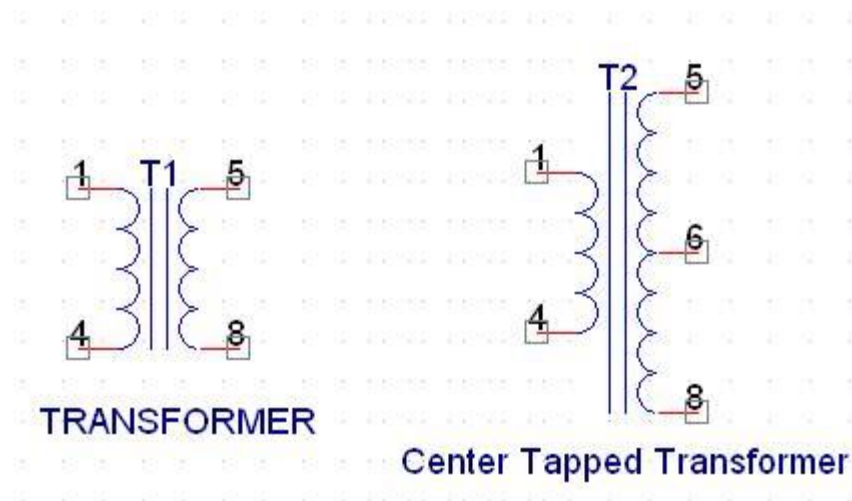 1 T1 5
4 8
TRANSFORMER
T2 5
1
6
4
8
Center Tapped Transformer